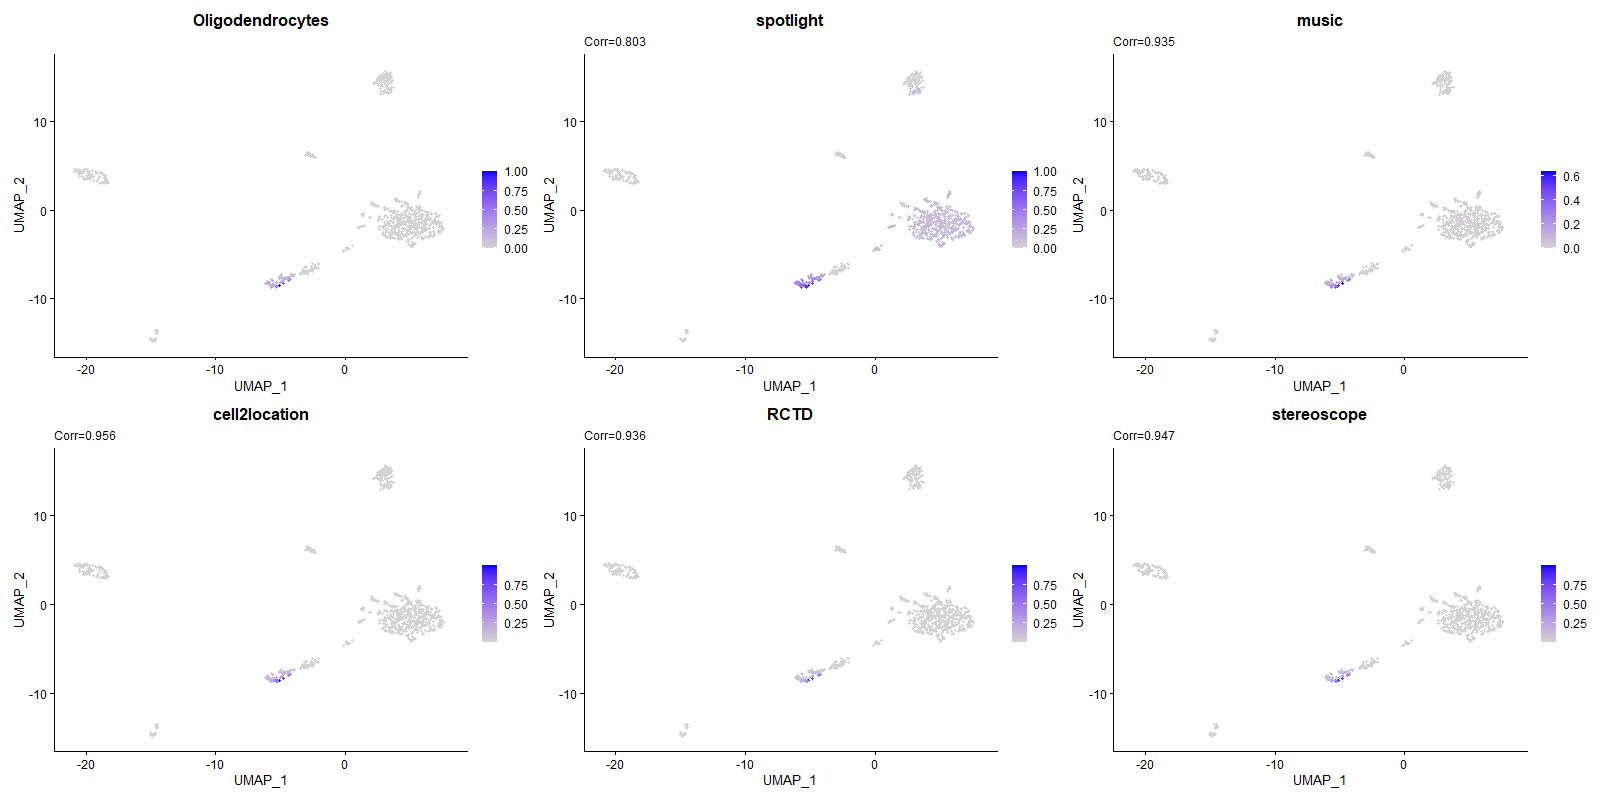 Oligodendrocytes
UMAP_2
10
0
-10
-20
-10
0
UMAP_1
1.00
0.75
0.50
0.25
0.00
spotlight
Corr=0.803
UMAP_2
10
0
-10
-20
-10
0
UMAP_1
1.00
0.75
0.50
0.25
0.00
music
Corr=0.935
UMAP_2
10
0
-10
-20
-10
0
UMAP_1
0.6
0.4
0.2
0.0
cell2location
Corr=0.956
UMAP_2
10
0
-10
-20
-10
0
UMAP_1
0.75
0.50
0.25
RCTD
Corr=0.936
UMAP_2
10
0
-10
-20
-10
0
UMAP_1
0.75
0.50
0.25
stereoscope
Corr=0.947
UMAP_2
10
0
-10
-20
-10
0
UMAP_1
0.75
0.50
0.25